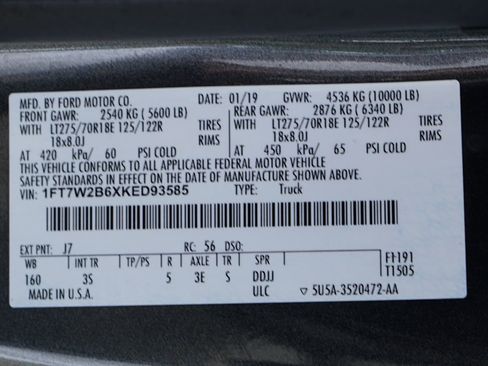 MFD. BY FORD MOTOR CO. DATE: 01/19 GVWR: 4536 KG (10000 LB)
FRONT GAWR: 2540 KG (5600 LB) REAR GAWR: 2876 KG (6340 LB)
WITH LT275/70R18E 125/122R TIRES WITH LT275/70R18E 125/122R TIRES
18x8.0J RIMS 18x8.0J RIMS
AT 420 kPa/ 60 PSI COLD AT 450 kPa/ 65 PSI COLD
THIS VEHICLE CONFORMS TO ALL APPLICABLE FEDERAL MOTOR VEHICLE
SAFETY STANDARDS IN EFFECT ON THE DATE OF MANUFACTURE SHOWN ABOVE.
VIN: 1FT7W2B6XKED93585 TYPE: Truck
EXT PNT: J7 RC: 56 DSO:
WB INT TR TP/PS R AXLE TR SPR
160 3S 5 3E S DDJJ
MADE IN U.S.A. ULC ▽ 5U5A-3520472-AA
T1505